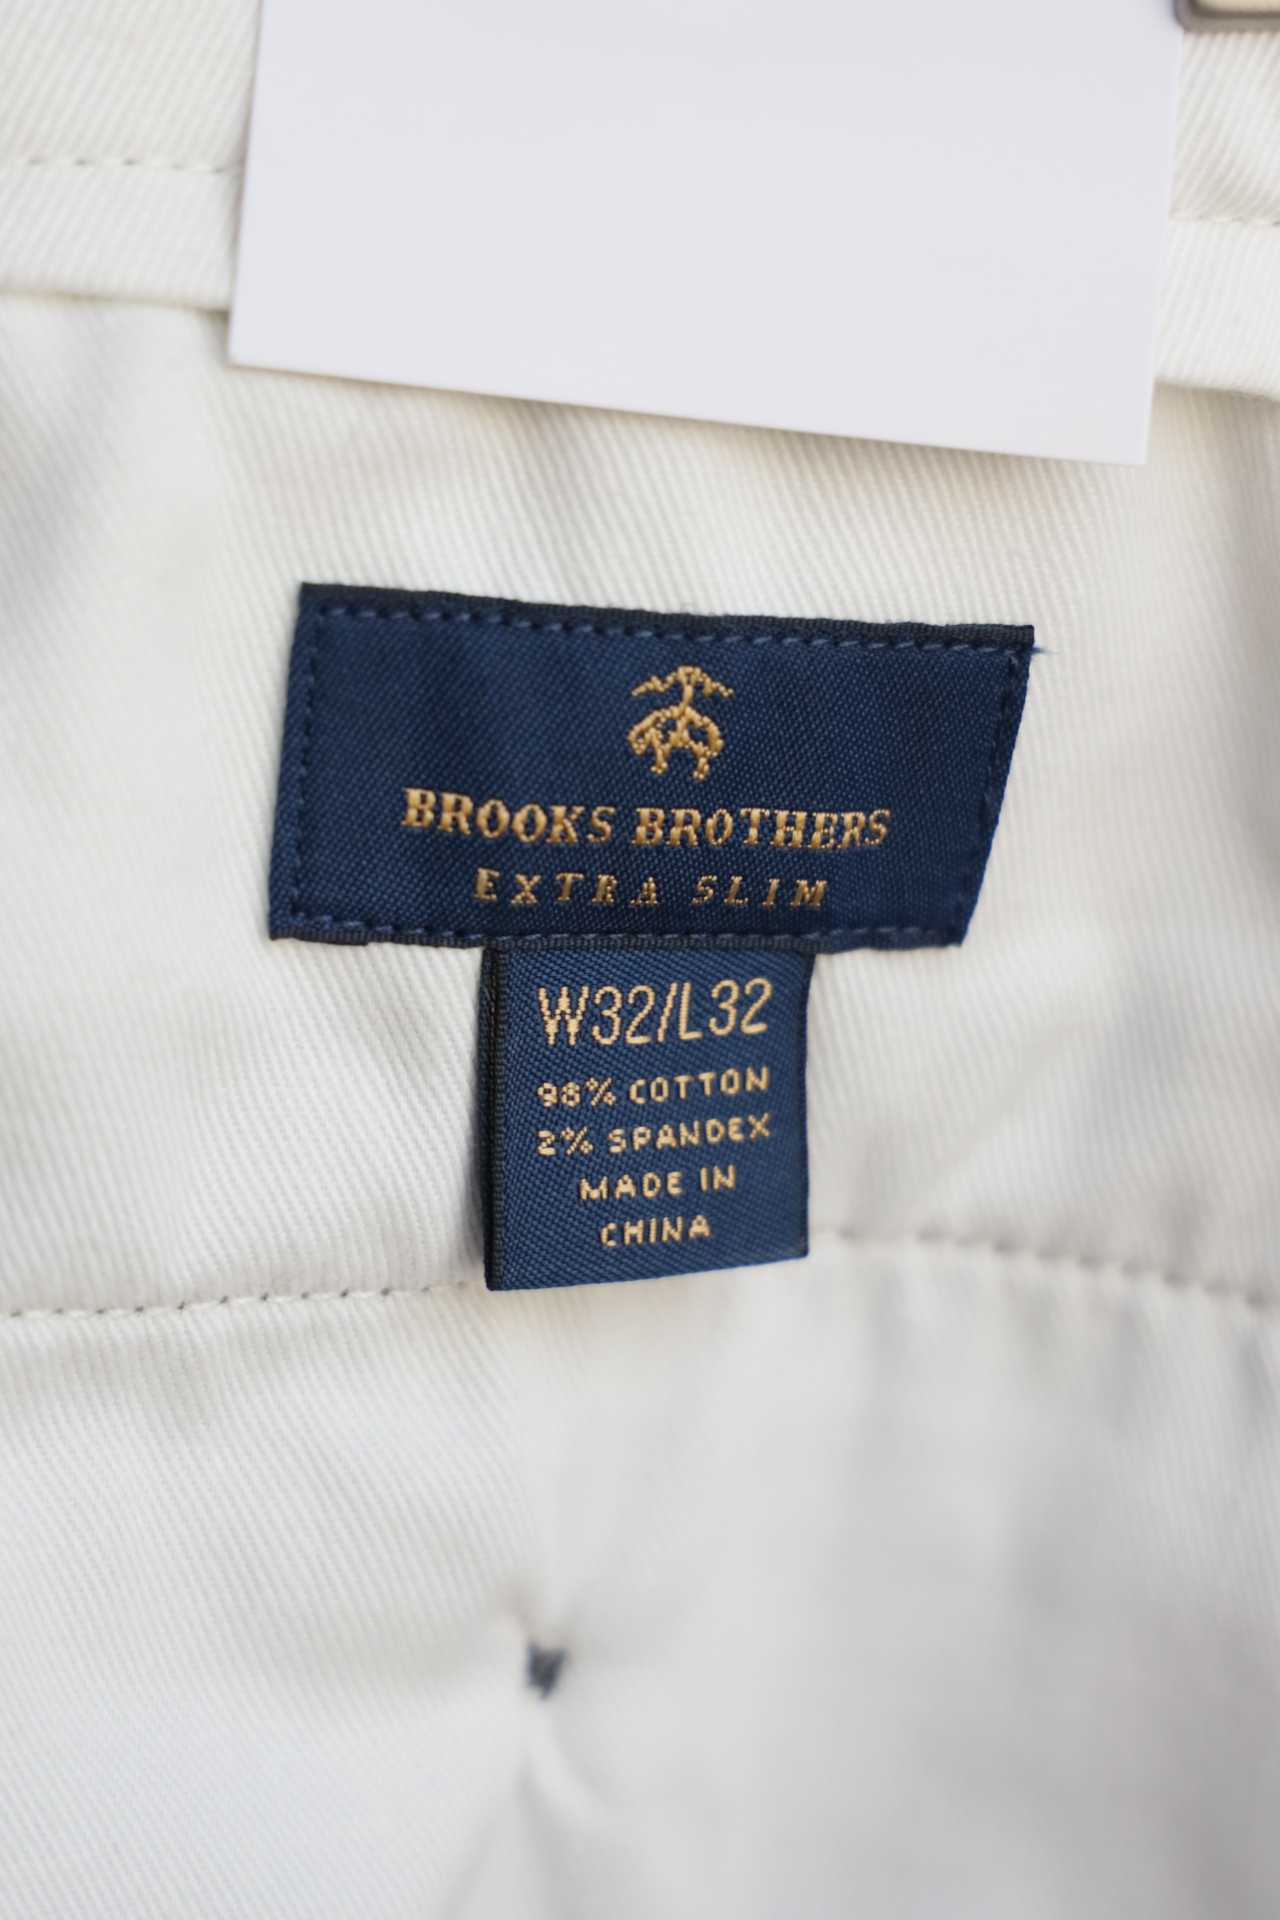 BROOKS BROTHERS
EXTRA SLIM
W32/L32
98% COTTON
2% SPANDEX
MADE IN
CHINA